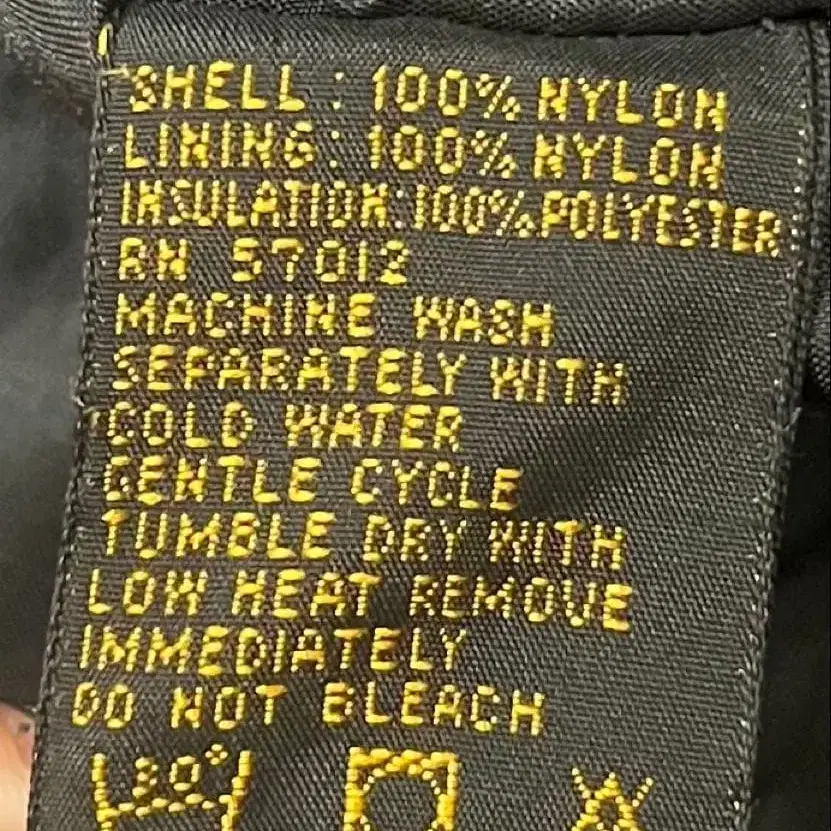 SHELL : 100% NYLON
LINING: 100% NYLON
INSULATION:100%POLYESTER
RN 57012
MACHINE WASH
SEPARATELY WITH
COLD WATER
GENTLE CYCLE
TUMBLE DRY WITH
LOW HEAT REMOVE
IMMEDIATELY
DO NOT BLEACH
30°